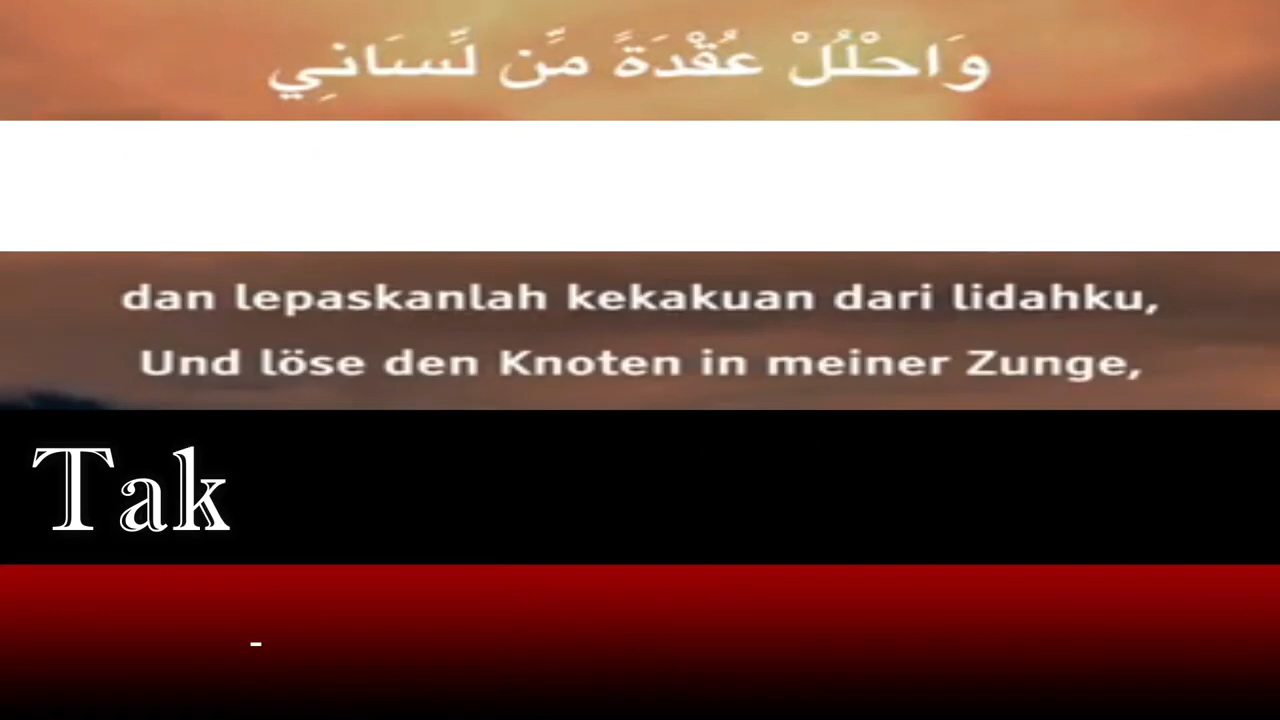 وَاحْلُلْ عُقْدَةً مِّن لِّسَانِي
dan lepaskanlah kekakuan dari lidahku,
Und löse den Knoten in meiner Zunge,
Tak
-